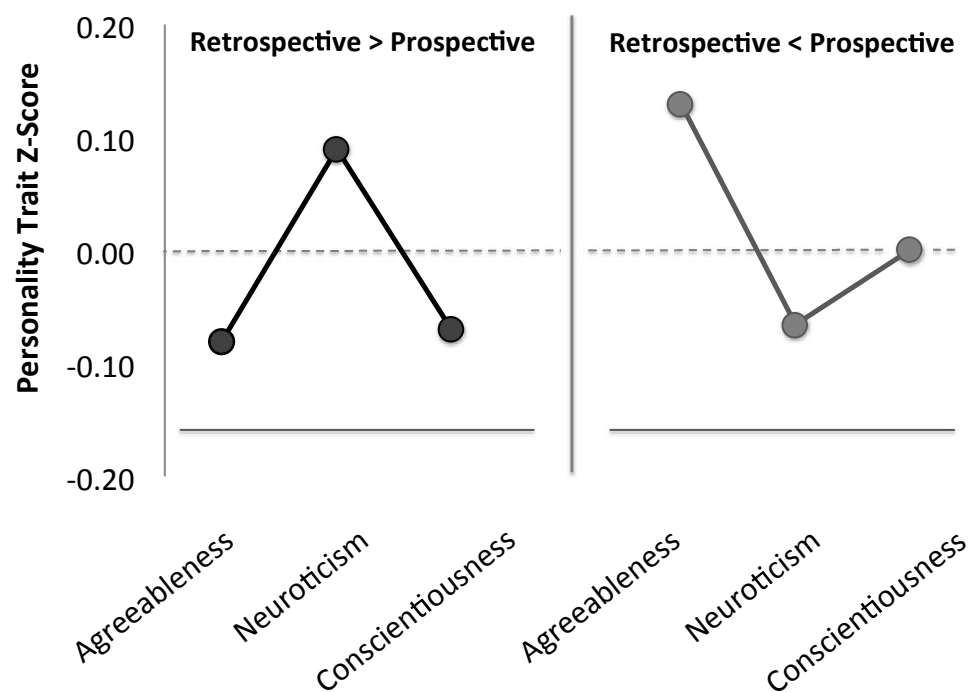 Personality Trait Z-Score
0.20
0.10
0.00
-0.10
-0.20
Retrospective > Prospective
Retrospective < Prospective
Agreeableness
Neuroticism
Conscientiousness
Agreeableness
Neuroticism
Conscientiousness